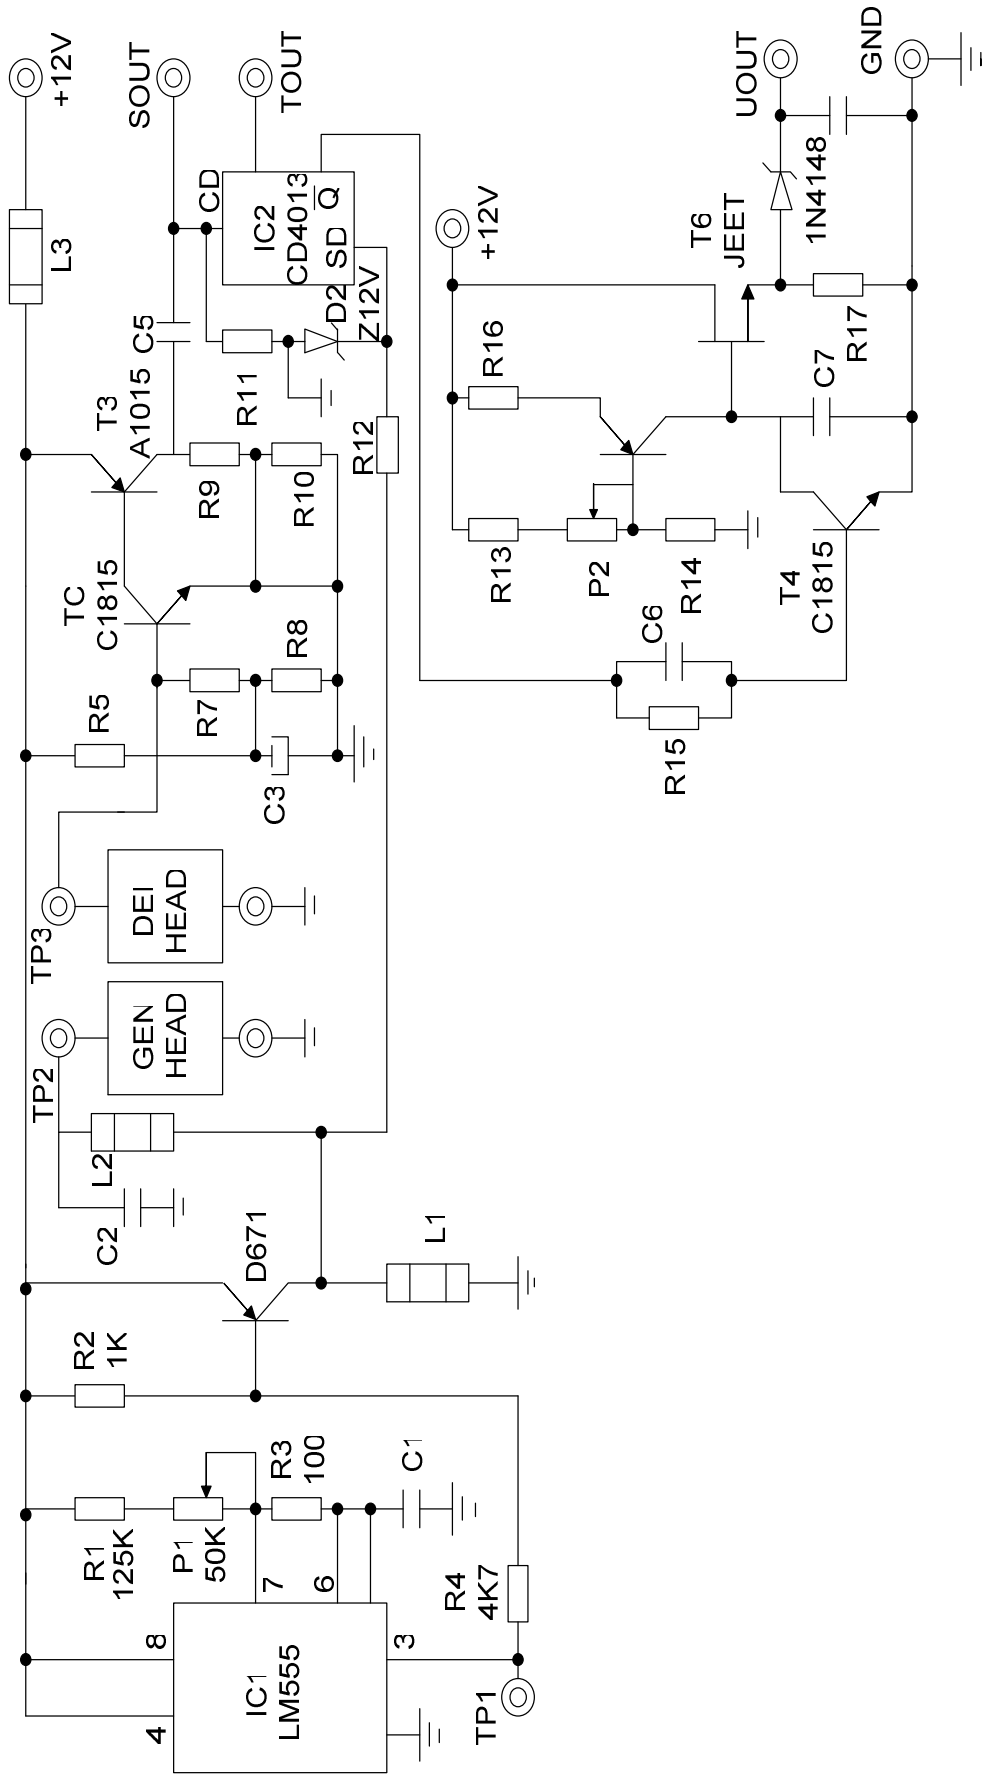 +12V
L3
SOUT
TOUT
CD
IC2
CD4013
Q
SD
D2
Z12V
C5
T3
A1015
R11
R12
R9
R10
TC
C1815
R8
R7
R5
C3
TP3
DEI
HEAD
TP2
GEN
HEAD
L2
C2
D671
L1
R2
1K
R3
100
C1
R1
125K
P1
50K
7
6
8
4
3
IC1
LM555
R4
4K7
TP1
UOUT
GND
1N4148
T6
JEET
+12V
R16
R17
C7
R13
P2
R14
T4
C1815
C6
R15